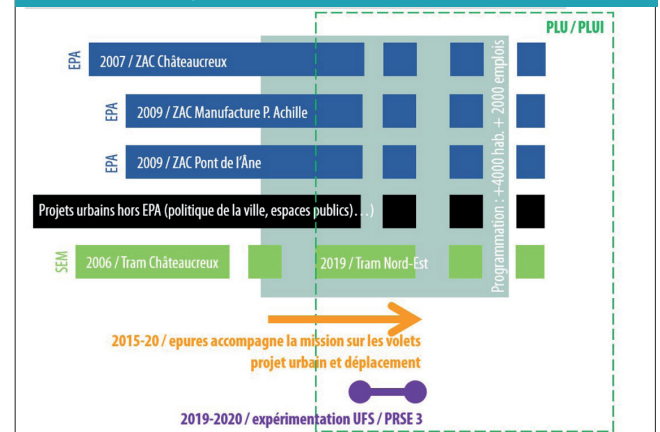 PLU / PLUI
EPA
2007 / ZAC Châteaucreux
EPA
2009 / ZAC Manufacture P. Achille
EPA
2009 / ZAC Pont de l'Âne
Projets urbains hors EPA (politique de la ville, espaces publics)…)
SEM
2006 / Tram Châteaucreux
2019 / Tram Nord-Est
Programmation : +4000 hab. + 2000 emplois
2015-20 / epures accompagne la mission sur les volets
projet urbain et déplacement
2019-2020 / expérimentation UFS / PRSE 3